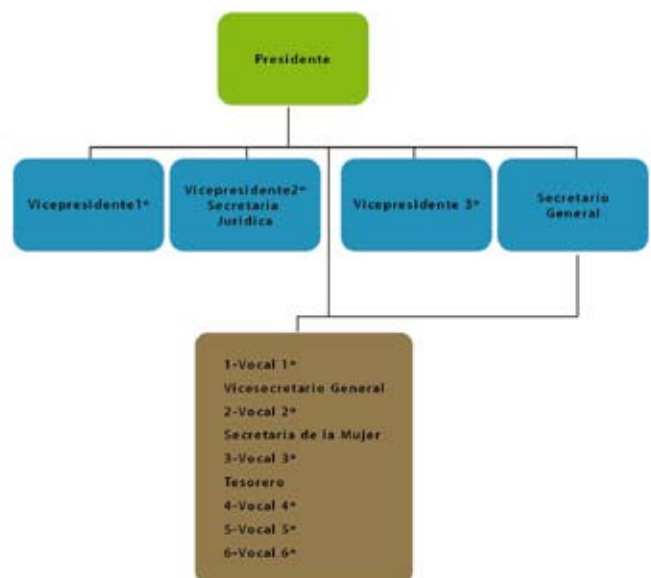 Presidente
Vicepresidente1º
Vicepresidente2º
Secretaria
Jurídica
Vicepresidente 3º
Secretario
General
1-Vocal 1º
Vicesecretario General
2-Vocal 2º
Secretaria de la Mujer
3-Vocal 3º
Tesorero
4-Vocal 4º
5-Vocal 5º
6-Vocal 6º